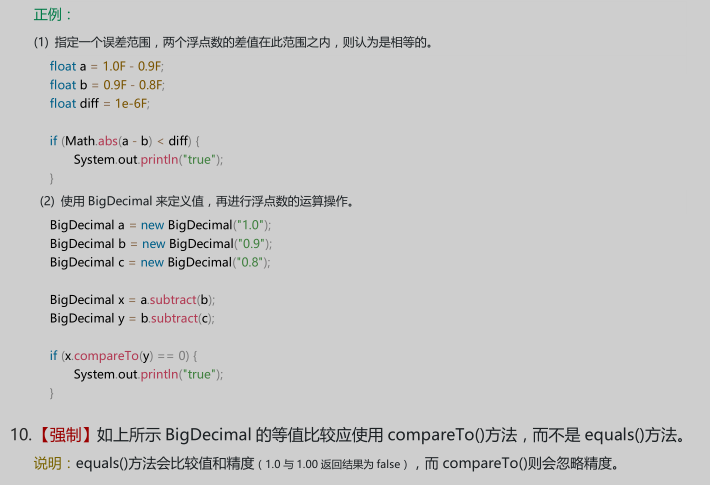 正例：
(1) 指定一个误差范围，两个浮点数的差值在此范围之内，则认为是相等的。
float a = 1.0F - 0.9F;
float b = 0.9F - 0.8F;
float diff = 1e-6F;
if (Math.abs(a - b) < diff) {
System.out.println("true");
}
(2) 使用 BigDecimal 来定义值，再进行浮点数的运算操作。
BigDecimal a = new BigDecimal("1.0");
BigDecimal b = new BigDecimal("0.9");
BigDecimal c = new BigDecimal("0.8");
BigDecimal x = a.subtract(b);
BigDecimal y = b.subtract(c);
if (x.compareTo(y) == 0) {
System.out.println("true");
}
10.【强制】如上所示 BigDecimal 的等值比较应使用 compareTo()方法，而不是 equals()方法。
说明：equals()方法会比较值和精度（1.0 与 1.00 返回结果为 false），而 compareTo()则会忽略精度。